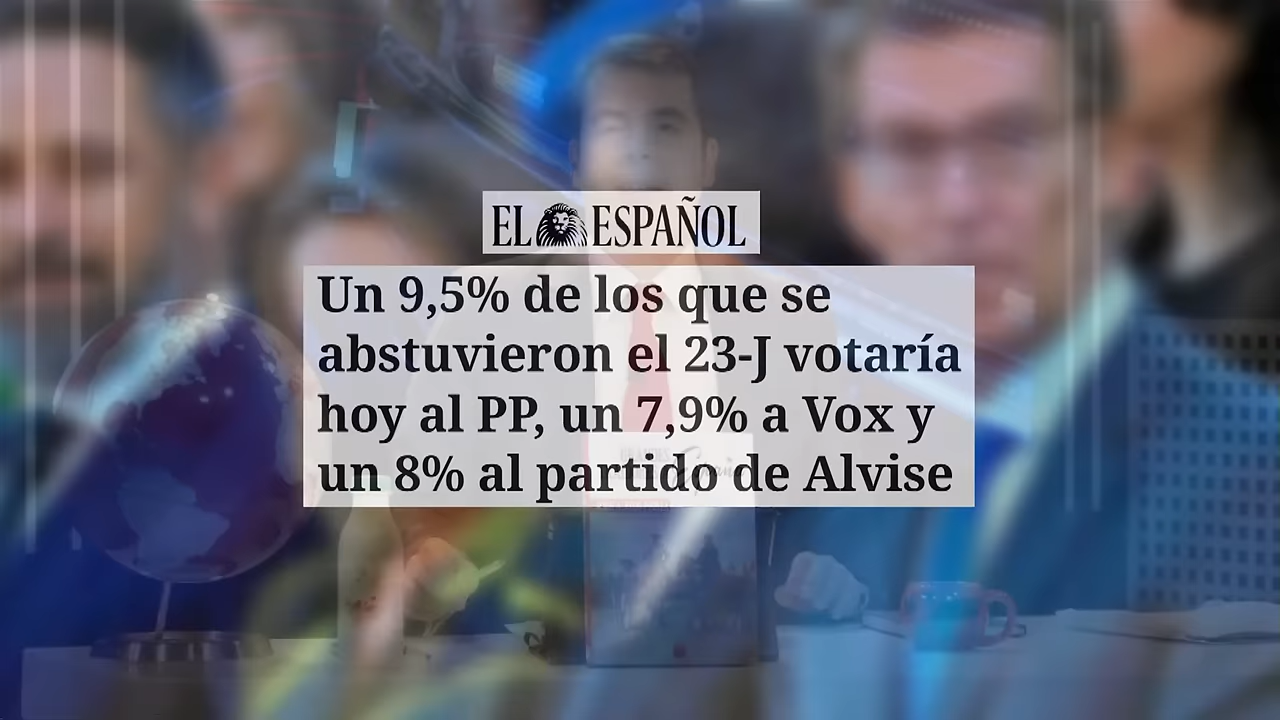 EL ESPAÑOL
Un 9,5% de los que se
abstuvieron el 23-J votaría
hoy al PP, un 7,9% a Vox y
un 8% al partido de Alvise